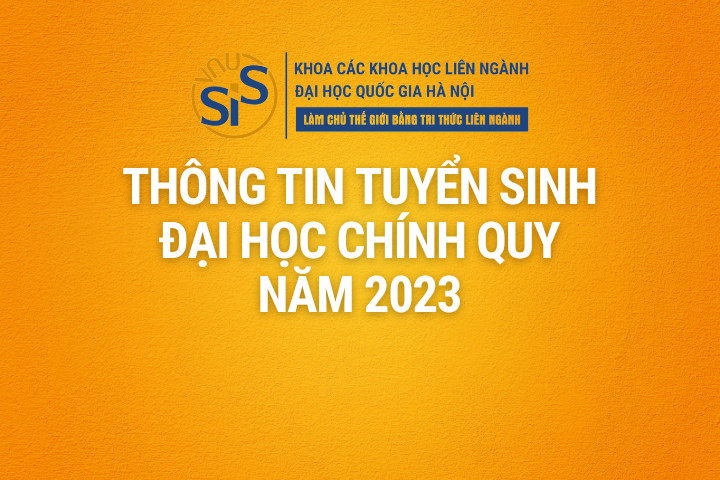 VNU
SiS
KHOA CÁC KHOA HỌC LIÊN NGÀNH
ĐẠI HỌC QUỐC GIA HÀ NỘI
LÀM CHỦ THẾ GIỚI BẰNG TRI THỨC LIÊN NGÀNH
THÔNG TIN TUYỂN SINH
ĐẠI HỌC CHÍNH QUY
NĂM 2023